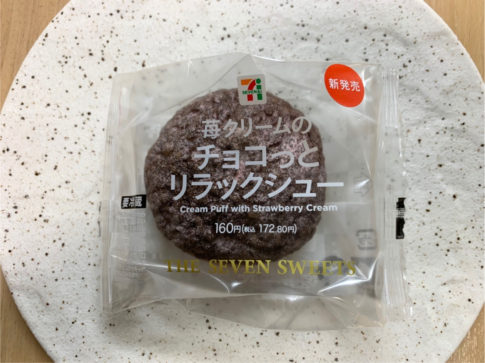 新発売
苺クリームの
チョコっと
リラックシュー
要冷蔵
Cream Puff with Strawberry Cream
160円(税込 172.80円)
THE SEVEN SWEETS